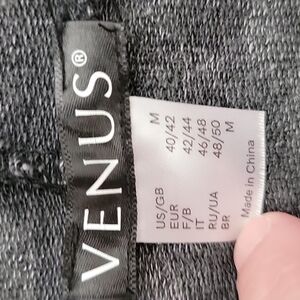 VENUS®
US/GB M
EUR 40/42
F/B 42/44
IT 46/48
RU/UA 48/50
BR M
Made in China